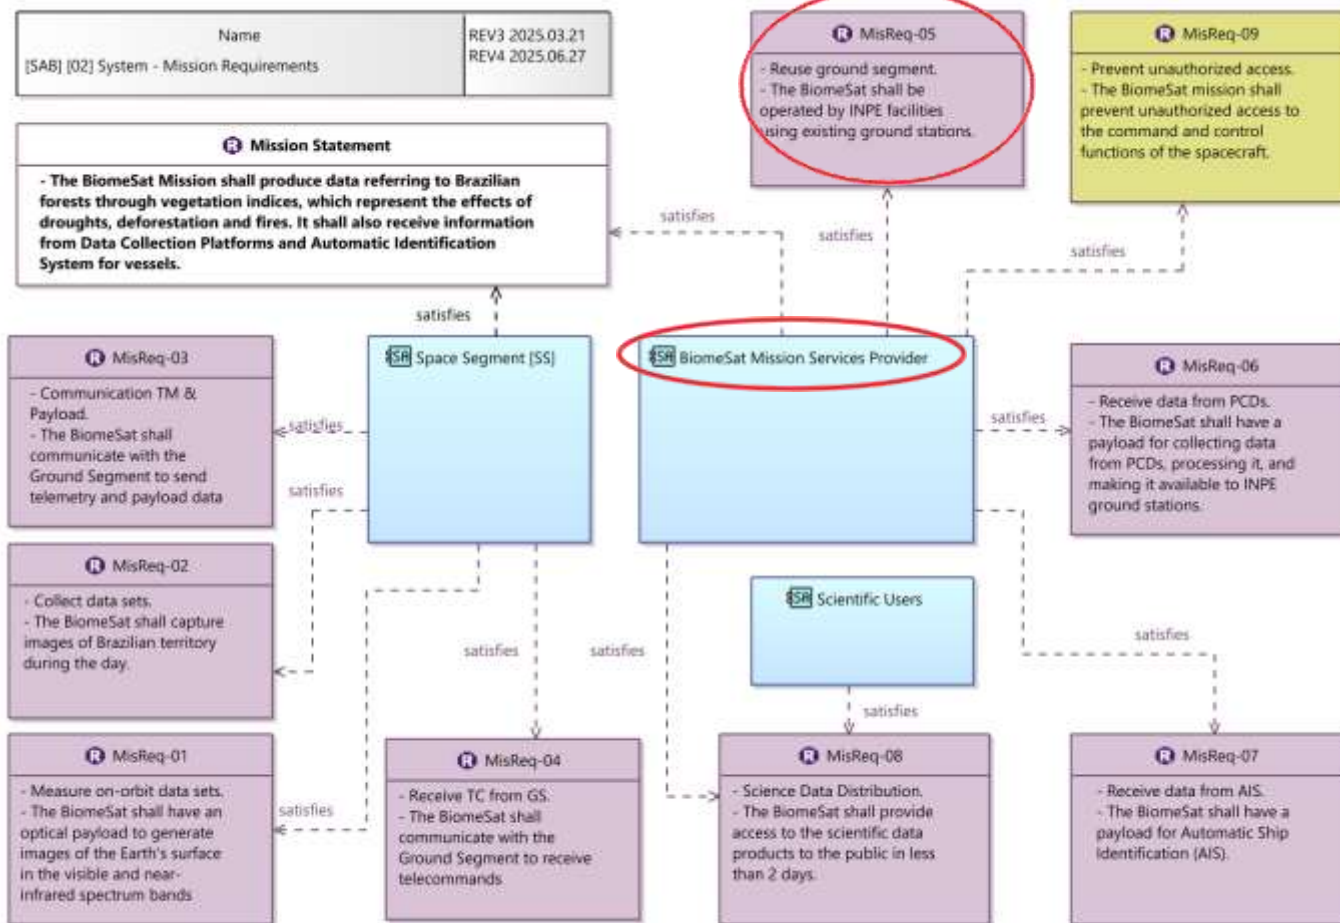 Name
[SAB] [02] System - Mission Requirements
REV3 2025.03.21
REV4 2025.06.27
R MisReq-05
- Reuse ground segment.
- The BiomeSat shall be
operated by INPE facilities
using existing ground stations.
R MisReq-09
- Prevent unauthorized access.
- The BiomeSat mission shall
prevent unauthorized access to
the command and control
functions of the spacecraft.
R Mission Statement
- The BiomeSat Mission shall produce data referring to Brazilian
forests through vegetation indices, which represent the effects of
droughts, deforestation and fires. It shall also receive information
from Data Collection Platforms and Automatic Identification
System for vessels.
satisfies
satisfies
satisfies
satisfies
R MisReq-03
- Communication TM &
Payload.
- The BiomeSat shall
communicate with the
Ground Segment to send
telemetry and payload data
satisfies
SA Space Segment [SS]
SA BiomeSat Mission Services Provider
satisfies
R MisReq-06
- Receive data from PCDs.
- The BiomeSat shall have a
payload for collecting data
from PCDs, processing it, and
making it available to INPE
ground stations.
satisfies
R MisReq-02
- Collect data sets.
- The BiomeSat shall capture
images of Brazilian territory
during the day.
SA Scientific Users
satisfies
satisfies
satisfies
satisfies
R MisReq-01
- Measure on-orbit data sets.
- The BiomeSat shall have an
optical payload to generate
images of the Earth's surface
in the visible and near-
infrared spectrum bands
satisfies
R MisReq-04
- Receive TC from GS.
- The BiomeSat shall
communicate with the
Ground Segment to receive
telecommands
R MisReq-08
- Science Data Distribution.
- The BiomeSat shall provide
access to the scientific data
products to the public in less
than 2 days.
R MisReq-07
- Receive data from AIS.
- The BiomeSat shall have a
payload for Automatic Ship
Identification (AIS).